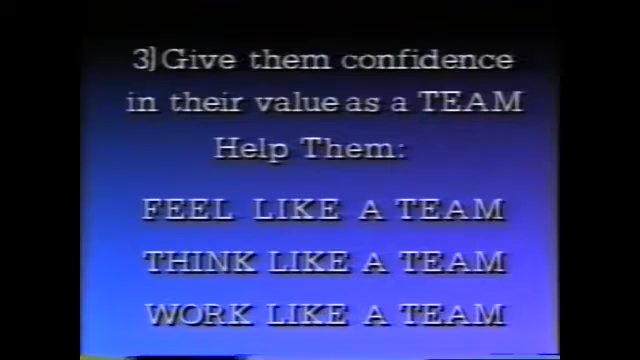 3) Give them confidence
in their value as a TEAM
Help Them:
FEEL LIKE A TEAM
THINK LIKE A TEAM
WORK LIKE A TEAM